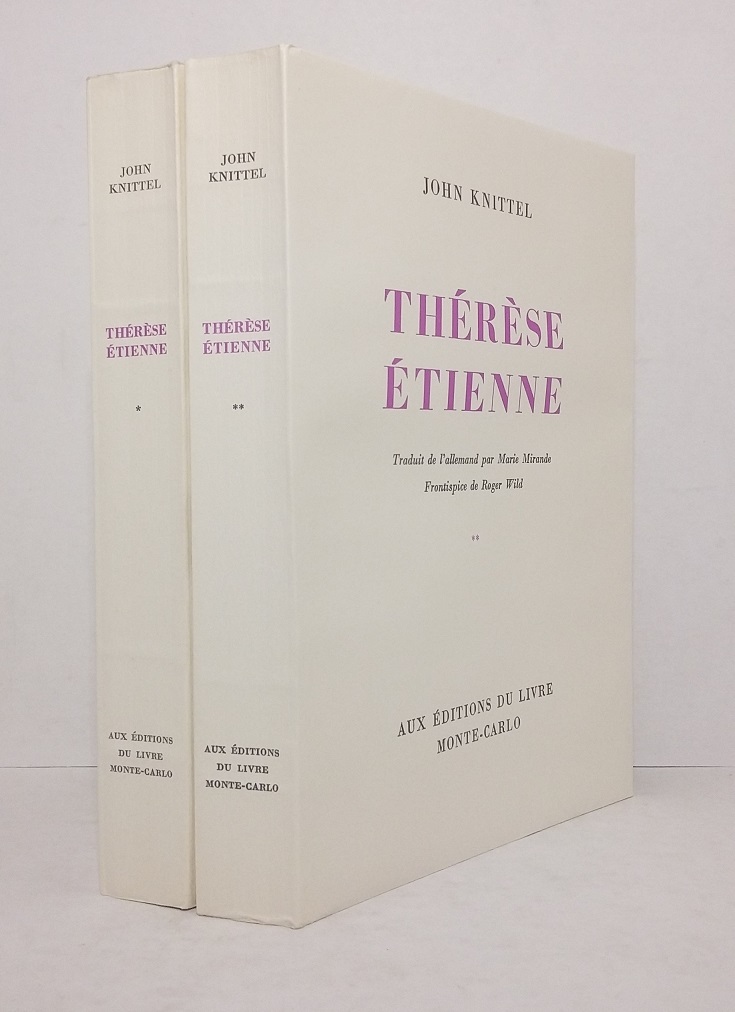 JOHN
KNITTEL
THÉRÈSE
ÉTIENNE
*
AUX ÉDITIONS
DU LIVRE
MONTE-CARLO
JOHN
KNITTEL
THÉRÈSE
ÉTIENNE
**
AUX ÉDITIONS
DU LIVRE
MONTE-CARLO
JOHN KNITTEL
THÉRÈSE
ÉTIENNE
Traduit de l'allemand par Marie Mirande
Frontispice de Roger Wild
**
AUX ÉDITIONS DU LIVRE
MONTE-CARLO